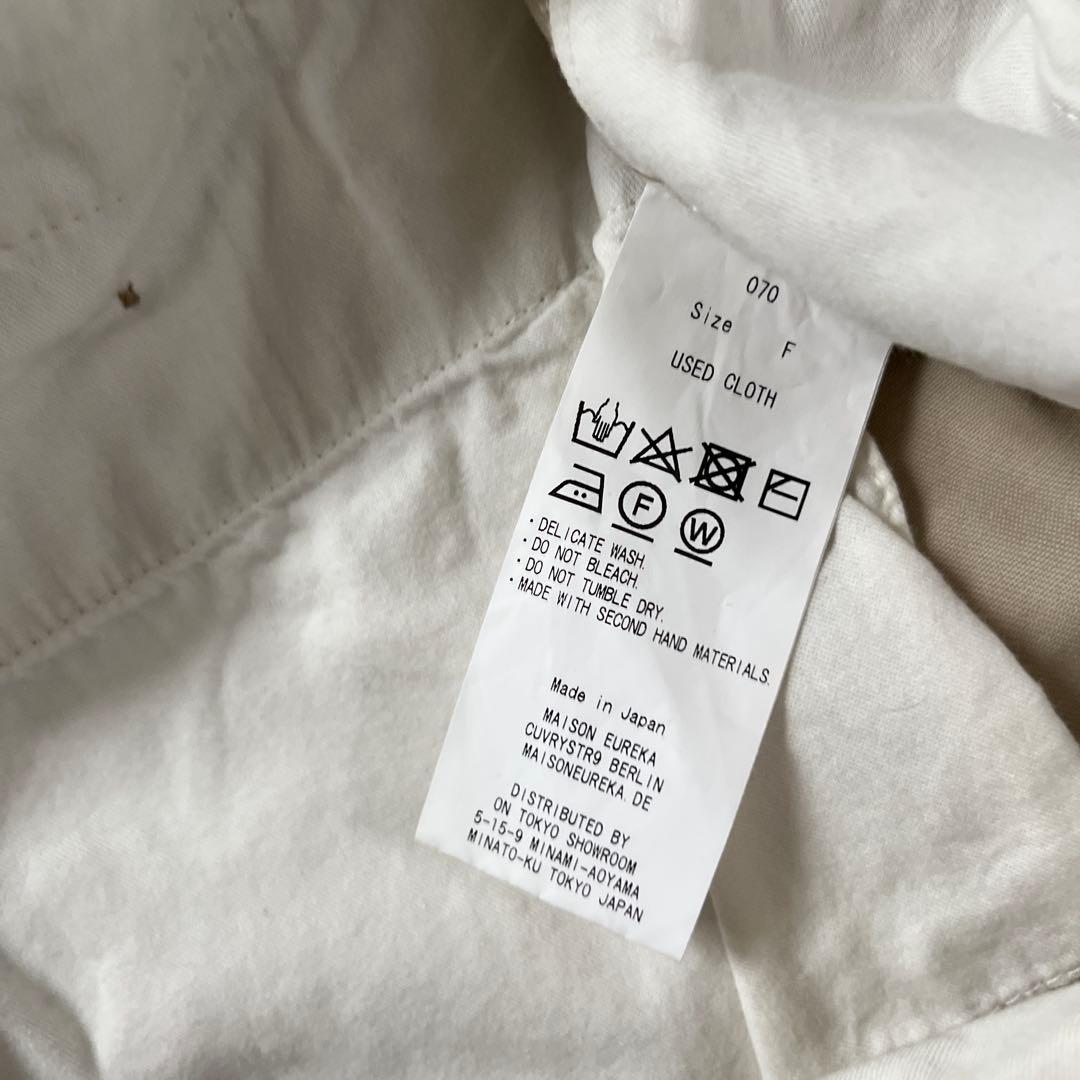 070
Size F
USED CLOTH
F
W
・DELICATE WASH.
・DO NOT BLEACH.
・DO NOT TUMBLE DRY.
・MADE WITH SECOND HAND MATERIALS.
Made in Japan
MAISON EUREKA
CUVRYSTR9 BERLIN
MAISONEUREKA.DE
DISTRIBUTED BY
ON TOKYO SHOWROOM
5-15-9 MINAMI-AOYAMA
MINATO-KU TOKYO JAPAN